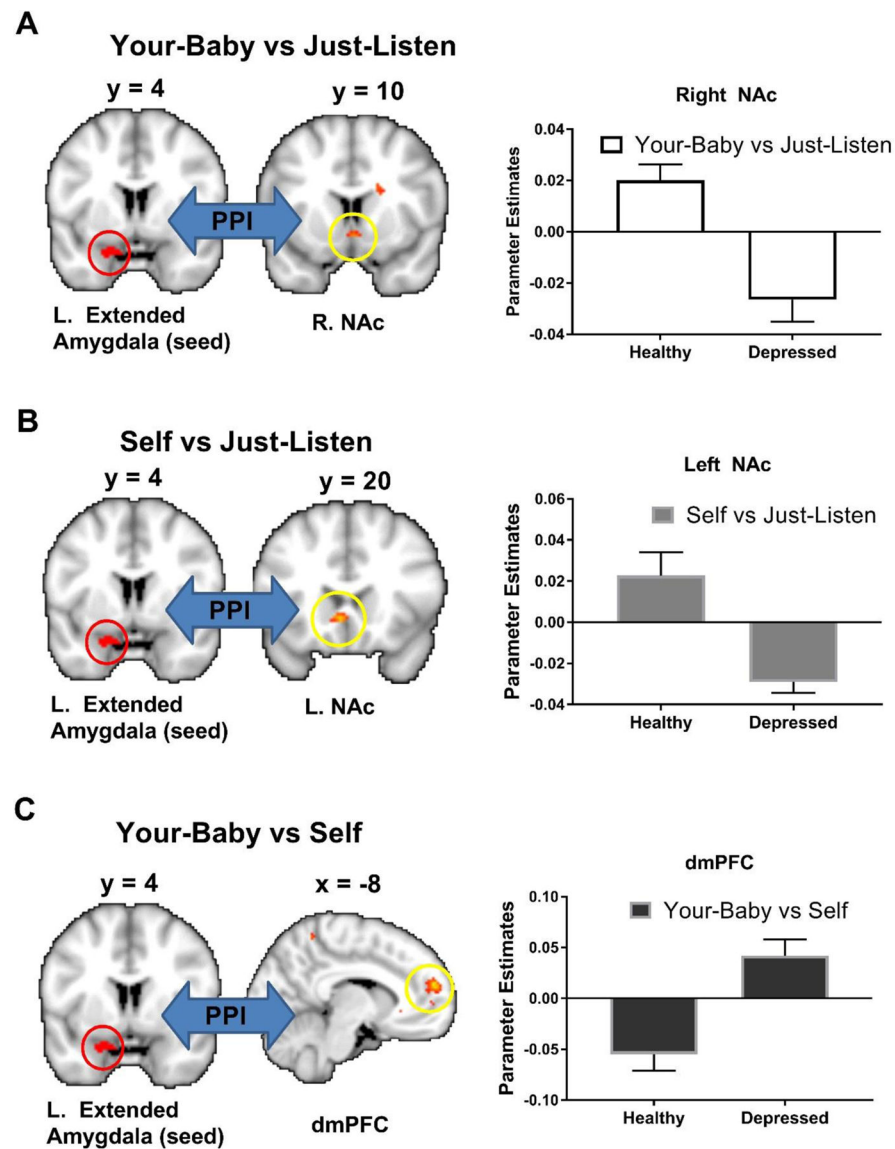 A
Your-Baby vs Just-Listen
y = 4
y = 10
PPI
L. Extended
Amygdala (seed)
R. NAc
Right NAc
Your-Baby vs Just-Listen
Parameter Estimates
0.04
0.02
0.00
-0.02
-0.04
Healthy
Depressed
B
Self vs Just-Listen
y = 4
y = 20
PPI
L. Extended
Amygdala (seed)
L. NAc
Left NAc
Self vs Just-Listen
Parameter Estimates
0.06
0.04
0.02
0.00
-0.02
-0.04
Healthy
Depressed
C
Your-Baby vs Self
y = 4
x = -8
PPI
L. Extended
Amygdala (seed)
dmPFC
dmPFC
Your-Baby vs Self
Parameter Estimates
0.10
0.05
0.00
-0.05
-0.10
Healthy
Depressed